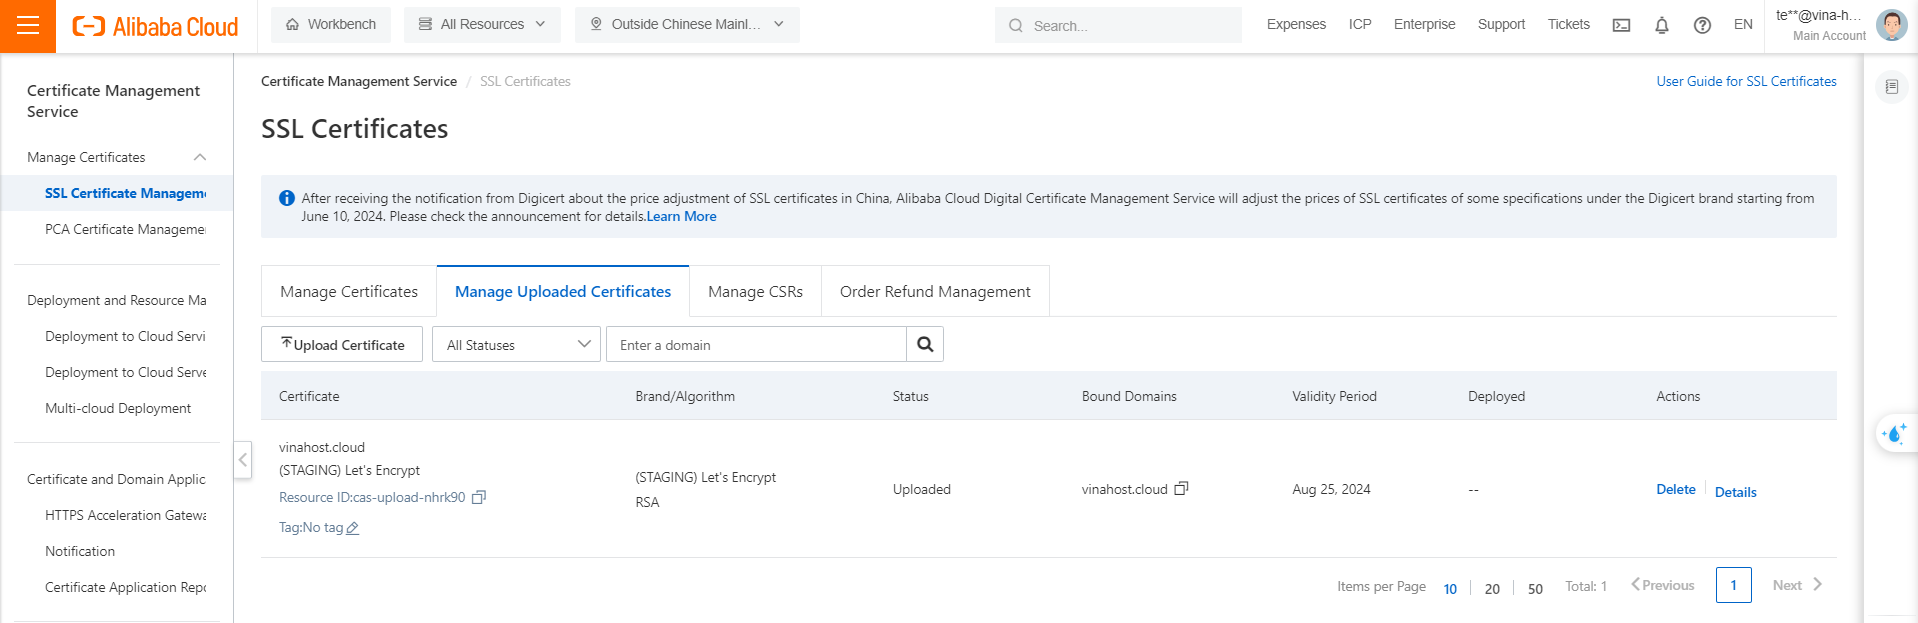 Alibaba Cloud
Workbench
All Resources
Outside Chinese Mainl...
Search...
Expenses
ICP
Enterprise
Support
Tickets
EN
te**@vina-h...
Main Account
Certificate Management
Service
Manage Certificates
SSL Certificate Manageme
PCA Certificate Manageme
Deployment and Resource Ma
Deployment to Cloud Servi
Deployment to Cloud Serve
Multi-cloud Deployment
Certificate and Domain Applic
HTTPS Acceleration Gatewa
Notification
Certificate Application Repo
Certificate Management Service / SSL Certificates
User Guide for SSL Certificates
SSL Certificates
After receiving the notification from Digicert about the price adjustment of SSL certificates in China, Alibaba Cloud Digital Certificate Management Service will adjust the prices of SSL certificates of some specifications under the Digicert brand starting from
June 10, 2024. Please check the announcement for details.Learn More
Manage Certificates
Manage Uploaded Certificates
Manage CSRs
Order Refund Management
Upload Certificate
All Statuses
Enter a domain
Certificate
Brand/Algorithm
Status
Bound Domains
Validity Period
Deployed
Actions
vinahost.cloud
(STAGING) Let's Encrypt
Resource ID:cas-upload-nhrk90
Tag:No tag
(STAGING) Let's Encrypt
RSA
Uploaded
vinahost.cloud
Aug 25, 2024
--
Delete
Details
Items per Page
10
20
50
Total: 1
Previous
1
Next